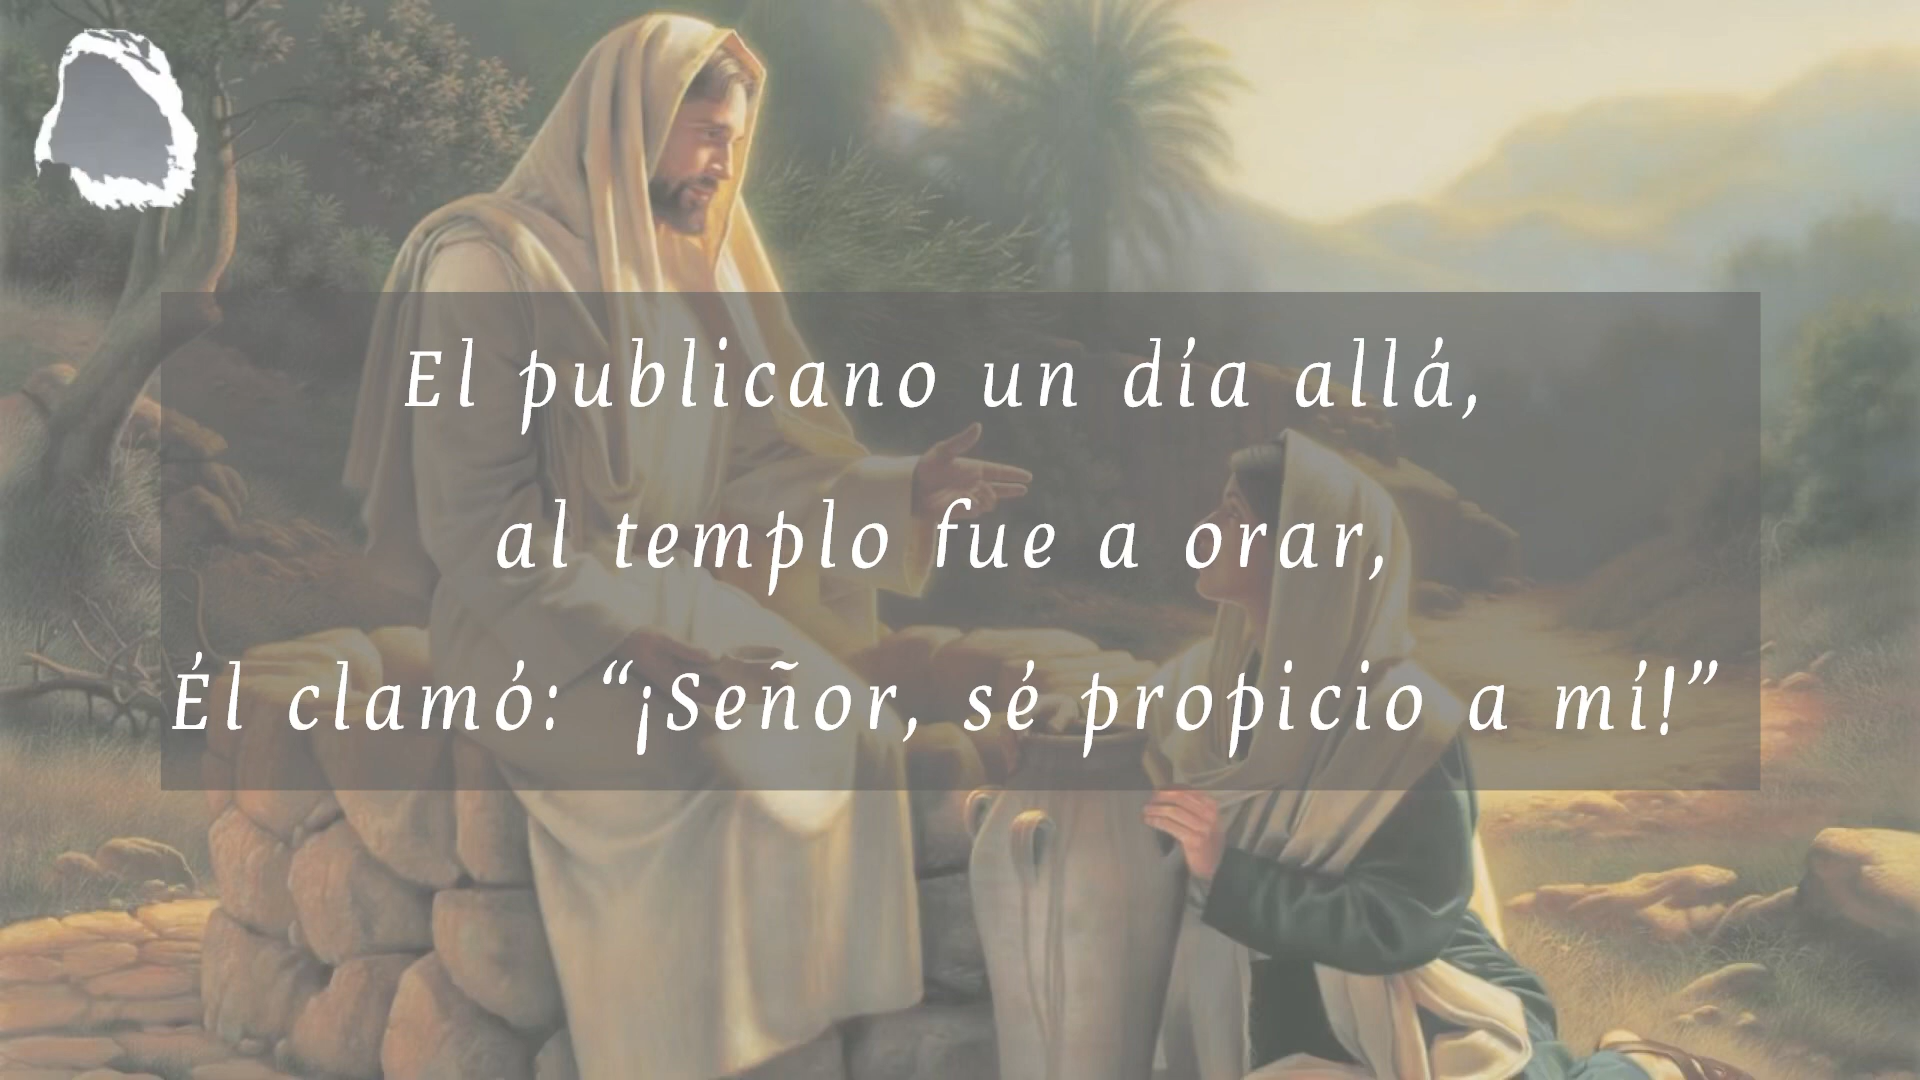 El publicano un día allá,
al templo fue a orar,
Él clamó: “¡Señor, sé propicio a mí!”